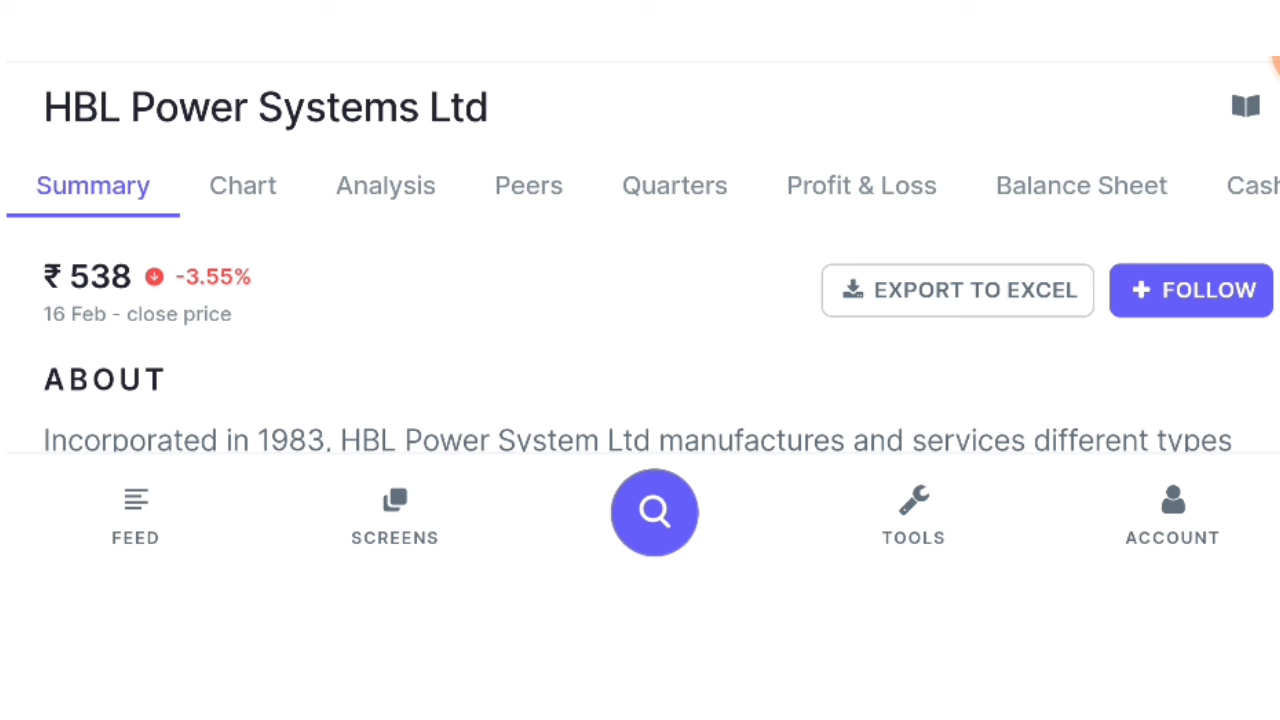 HBL Power Systems Ltd
Summary Chart Analysis Peers Quarters Profit & Loss Balance Sheet Cash
₹ 538 -3.55%
16 Feb - close price
EXPORT TO EXCEL
+ FOLLOW
ABOUT
Incorporated in 1983, HBL Power System Ltd manufactures and services different types
FEED SCREENS TOOLS ACCOUNT